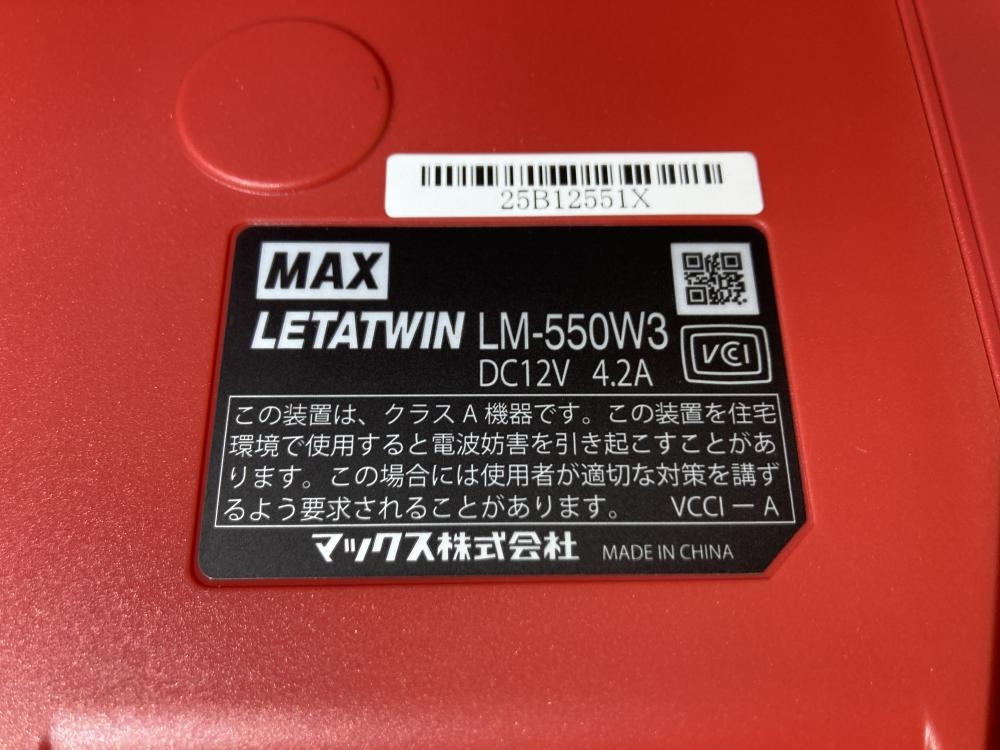 25B12551X
MAX
LETATWIN LM-550W3
DC12V 4.2A
VCCI
この装置は、クラス A 機器です。この装置を住宅
環境で使用すると電波妨害を引き起こすことがあ
ります。この場合には使用者が適切な対策を講ず
るよう要求されることがあります。 VCCI － A
マックス株式会社 MADE IN CHINA